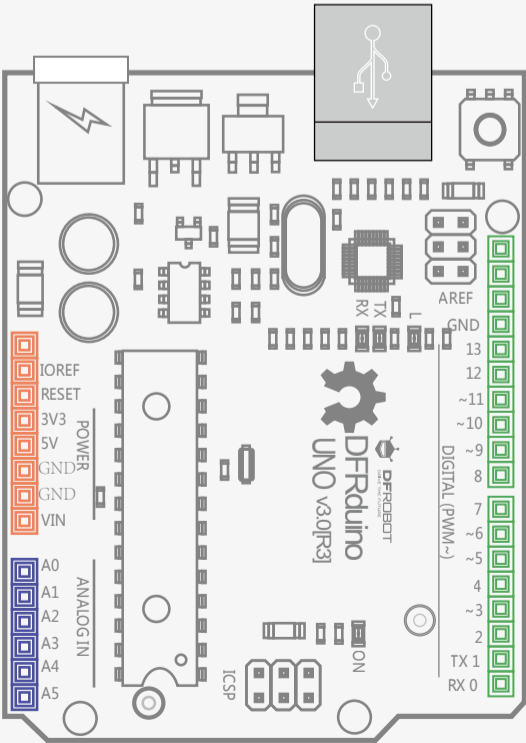 RX
TX
L
AREF
GND
13
12
~11
~10
~9
8
7
~6
~5
4
~3
2
TX 1
RX 0
DIGITAL (PWM~)
IOREF
RESET
3V3
5V
GND
GND
VIN
POWER
A0
A1
A2
A3
A4
A5
ANALOG IN
DFRduino
UNO v3.0[R3]
DFROBOT
ON
ICSP